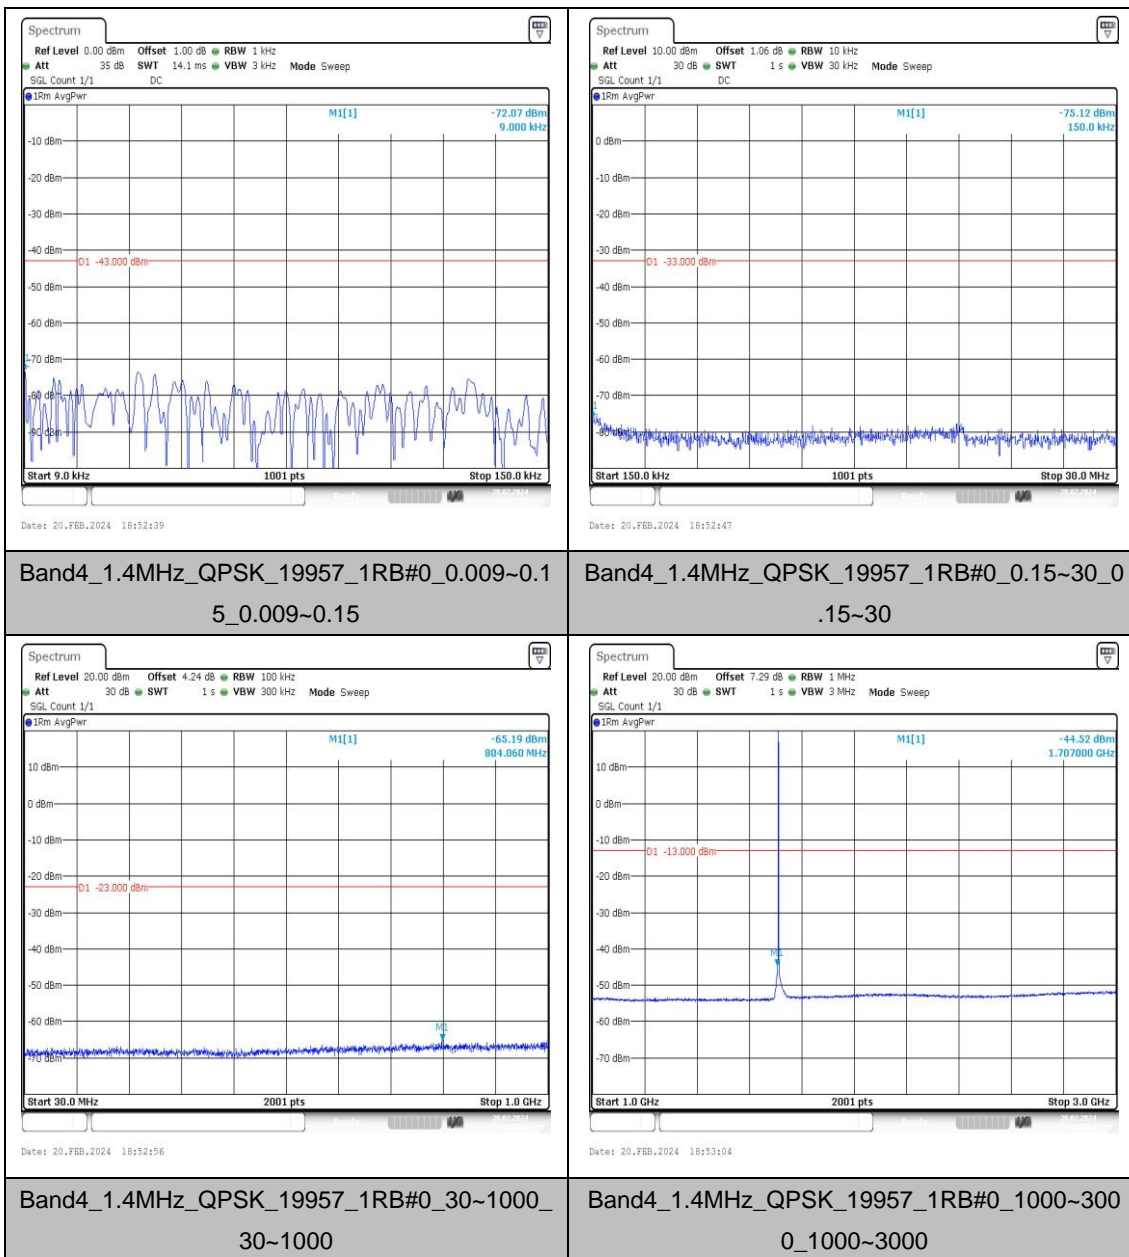 Spectrum
Ref Level 0.00 dBm Offset 1.00 dB RBW 1 kHz
Att 35 dB SWT 14.1 ms VBW 3 kHz Mode Sweep
SGL Count 1/1 DC
1Rm AvgPwr
M1[1] -72.07 dBm
9.000 kHz
-10 dBm
-20 dBm
-30 dBm
-40 dBm
D1 -43.000 dBm
-50 dBm
-60 dBm
-70 dBm
-80 dBm
-90 dBm
Start 9.0 kHz 1001 pts Stop 150.0 kHz
Date: 20.FEB.2024 18:52:39
Spectrum
Ref Level 10.00 dBm Offset 1.06 dB RBW 10 kHz
Att 30 dB SWT 1 s VBW 30 kHz Mode Sweep
SGL Count 1/1 DC
1Rm AvgPwr
M1[1] -75.12 dBm
150.0 kHz
0 dBm
-10 dBm
-20 dBm
-30 dBm
D1 -33.000 dBm
-40 dBm
-50 dBm
-60 dBm
-70 dBm
-80 dBm
Start 150.0 kHz 1001 pts Stop 30.0 MHz
Date: 20.FEB.2024 18:52:47
Band4_1.4MHz_QPSK_19957_1RB#0_0.009~0.1
5_0.009~0.15
Band4_1.4MHz_QPSK_19957_1RB#0_0.15~30_0
.15~30
Spectrum
Ref Level 20.00 dBm Offset 4.24 dB RBW 100 kHz
Att 30 dB SWT 1 s VBW 300 kHz Mode Sweep
SGL Count 1/1
1Rm AvgPwr
M1[1] -65.19 dBm
804.060 MHz
10 dBm
0 dBm
-10 dBm
-20 dBm
D1 -23.000 dBm
-30 dBm
-40 dBm
-50 dBm
-60 dBm
M1
-70 dBm
Start 30.0 MHz 2001 pts Stop 1.0 GHz
Date: 20.FEB.2024 18:52:56
Spectrum
Ref Level 20.00 dBm Offset 7.29 dB RBW 1 MHz
Att 30 dB SWT 1 s VBW 3 MHz Mode Sweep
SGL Count 1/1
1Rm AvgPwr
M1[1] -44.52 dBm
1.707000 GHz
10 dBm
0 dBm
-10 dBm
D1 -13.000 dBm
-20 dBm
-30 dBm
-40 dBm
M1
-50 dBm
-60 dBm
-70 dBm
Start 1.0 GHz 2001 pts Stop 3.0 GHz
Date: 20.FEB.2024 18:53:04
Band4_1.4MHz_QPSK_19957_1RB#0_30~1000_
30~1000
Band4_1.4MHz_QPSK_19957_1RB#0_1000~300
0_1000~3000